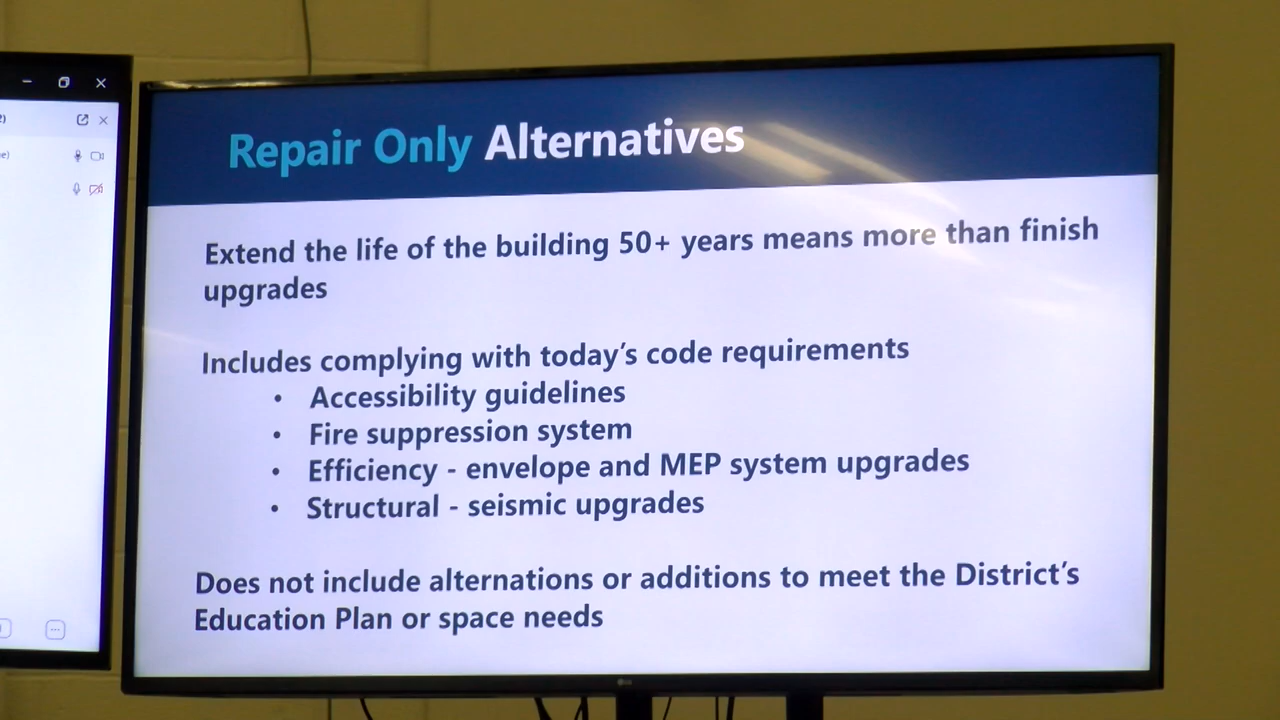 Repair Only Alternatives
Extend the life of the building 50+ years means more than finish
upgrades
Includes complying with today's code requirements
• Accessibility guidelines
• Fire suppression system
• Efficiency - envelope and MEP system upgrades
• Structural - seismic upgrades
Does not include alternations or additions to meet the District's
Education Plan or space needs
LG